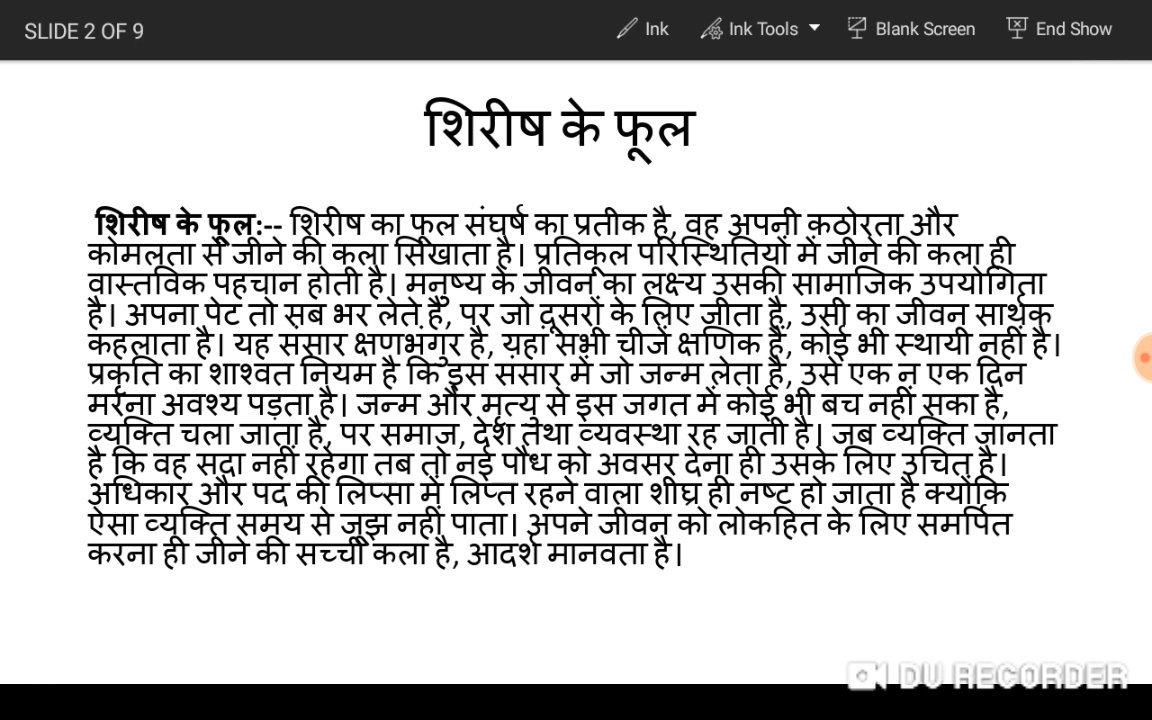 SLIDE 2 OF 9 Ink Ink Tools Blank Screen End Show
शिरीष के फूल
शिरीष के फूल:-- शिरीष का फूल संघर्ष का प्रतीक है, वह अपनी कठोरता और
कोमलता से जीने की कला सिखाता है। प्रतिकूल परिस्थितियों में जीने की कला ही
वास्तविक पहचान होती है। मनुष्य के जीवन का लक्ष्य उसकी सामाजिक उपयोगिता
है। अपना पेट तो सब भर लेते हैं, पर जो दूसरों के लिए जीता है, उसी का जीवन सार्थक
कहलाता है। यह संसार क्षणभंगुर है, यहां सभी चीजें क्षणिक हैं, कोई भी स्थायी नहीं है।
प्रकृति का शाश्वत नियम है कि इस संसार में जो जन्म लेता है, उसे एक न एक दिन
मरना अवश्य पड़ता है। जन्म और मृत्यु से इस जगत में कोई भी बच नहीं सका है,
व्यक्ति चला जाता है, पर समाज, देश तथा व्यवस्था रह जाती है। जब व्यक्ति जानता
है कि वह सदा नहीं रहेगा तब तो नई पौध को अवसर देना ही उसके लिए उचित है।
अधिकार और पद की लिप्सा में लिप्त रहने वाला शीघ्र ही नष्ट हो जाता है क्योंकि
ऐसा व्यक्ति समय से जूझ नहीं पाता। अपने जीवन को लोकहित के लिए समर्पित
करना ही जीने की सच्ची कला है, आदर्श मानवता है।
DU RECORDER